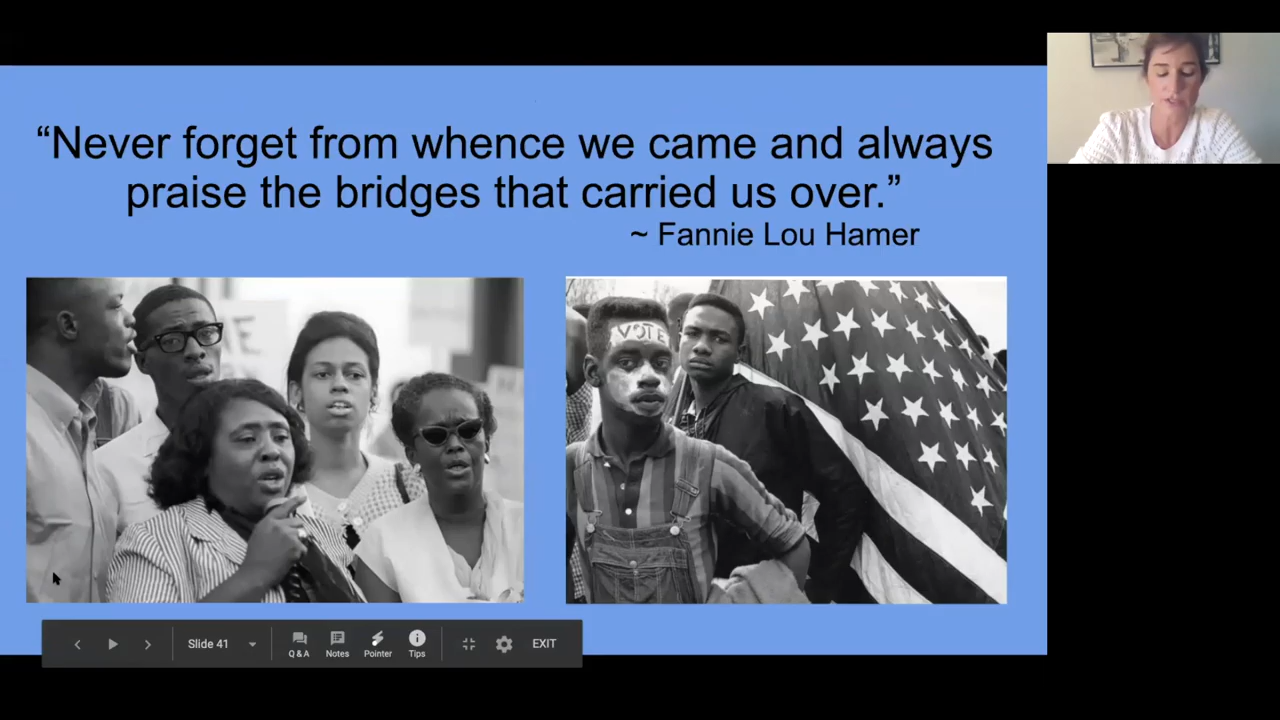 “Never forget from whence we came and always
praise the bridges that carried us over.”
~ Fannie Lou Hamer
VOTE
Slide 41
Q & A
Notes
Pointer
Tips
EXIT